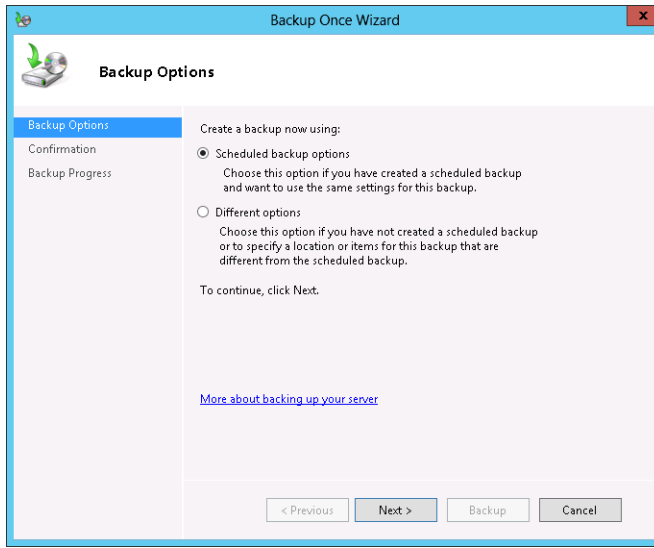 Backup Once Wizard
x
Backup Options
Backup Options
Confirmation
Backup Progress
Create a backup now using:
Scheduled backup options
Choose this option if you have created a scheduled backup
and want to use the same settings for this backup.
Different options
Choose this option if you have not created a scheduled backup
or to specify a location or items for this backup that are
different from the scheduled backup.
To continue, click Next.
More about backing up your server
< Previous
Next >
Backup
Cancel